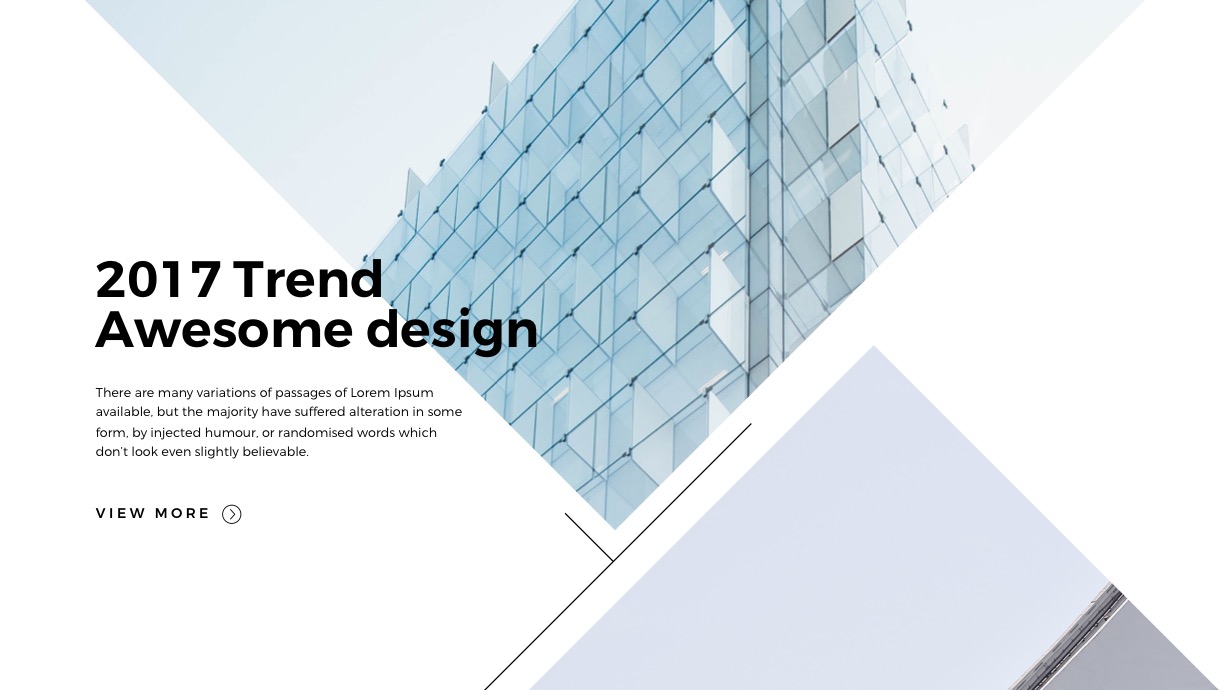 2017 Trend
Awesome design
There are many variations of passages of Lorem Ipsum
available, but the majority have suffered alteration in some
form, by injected humour, or randomised words which
don't look even slightly believable.
VIEW MORE